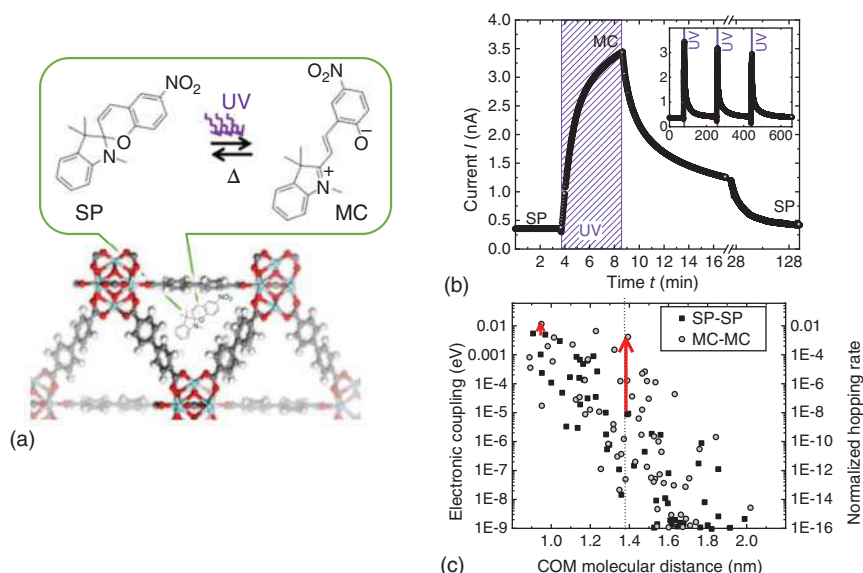 NO₂
UV
Δ
O
N
SP
O₂N
O⁻
N⁺
MC
NO₂
(a)
Current I (nA)
4.0
3.5
3.0
2.5
2.0
1.5
1.0
0.5
0.0
SP
MC
UV
SP
UV
UV
UV
3
2
1
0
0 200 400 600
0 4 8 12 16 28 128
Time t (min)
(b)
Electronic coupling (eV)
0.01
0.001
1E-4
1E-5
1E-6
1E-7
1E-8
1E-9
SP-SP
MC-MC
0.01
1E-4
1E-6
1E-8
1E-10
1E-12
1E-14
1E-16
Normalized hopping rate
1.0 1.2 1.4 1.6 1.8 2.0
COM molecular distance (nm)
(c)